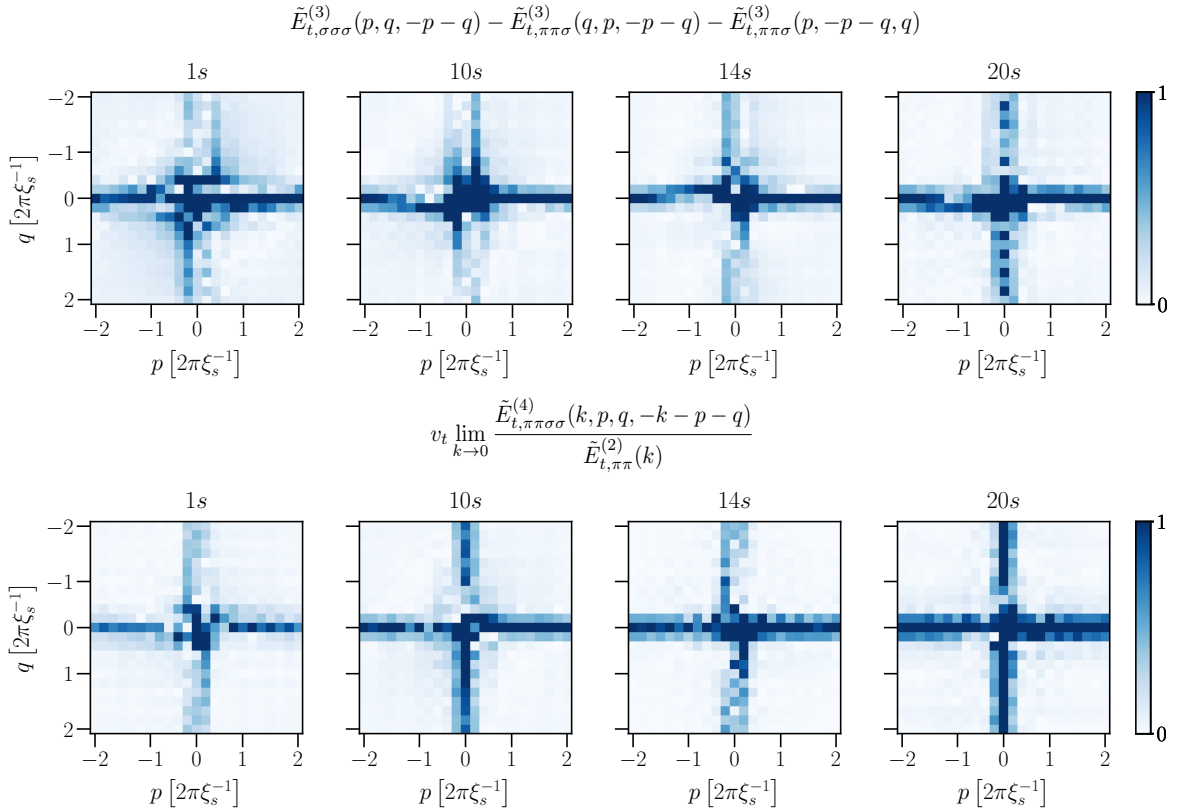 Ẽ^{(3)}_{t,σσσ}(p, q, −p − q) − Ẽ^{(3)}_{t,ππσ}(q, p, −p − q) − Ẽ^{(3)}_{t,ππσ}(p, −p − q, q)
1s 10s 14s 20s
−2
−1
0
1
2
q [2πξ_s^{−1}]
1
0
−2 −1 0 1 2 −2 −1 0 1 2 −2 −1 0 1 2 −2 −1 0 1 2
p [2πξ_s^{−1}] p [2πξ_s^{−1}] p [2πξ_s^{−1}] p [2πξ_s^{−1}]
v_t lim_{k→0} Ẽ^{(4)}_{t,ππσσ}(k, p, q, −k − p − q) / Ẽ^{(2)}_{t,ππ}(k)
1s 10s 14s 20s
−2
−1
0
1
2
q [2πξ_s^{−1}]
1
0
−2 −1 0 1 2 −2 −1 0 1 2 −2 −1 0 1 2 −2 −1 0 1 2
p [2πξ_s^{−1}] p [2πξ_s^{−1}] p [2πξ_s^{−1}] p [2πξ_s^{−1}]